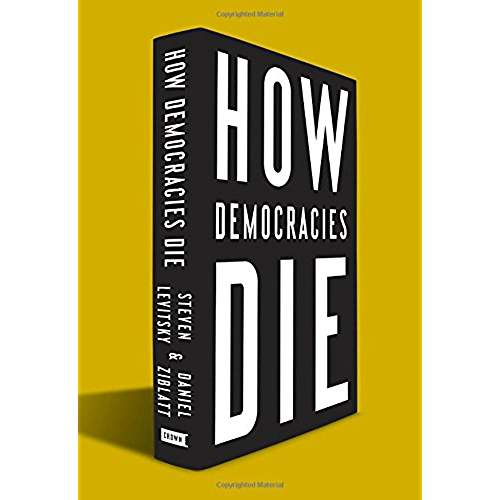 Copyrighted Material
HOW
DEMOCRACIES
DIE
HOW DEMOCRACIES DIE
STEVEN
LEVITSKY
&
DANIEL
ZIBLATT
CROWN
Copyrighted Material